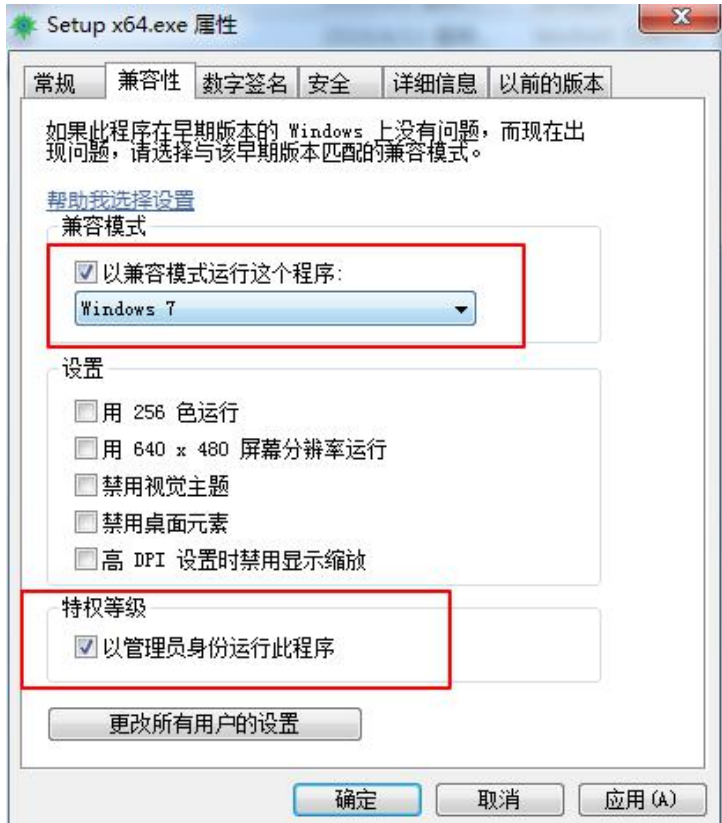 Setup x64.exe 属性
常规 兼容性 数字签名 安全 详细信息 以前的版本
如果此程序在早期版本的 Windows 上没有问题，而现在出
现问题，请选择与该早期版本匹配的兼容模式。
帮助我选择设置
兼容模式
以兼容模式运行这个程序:
Windows 7
设置
用 256 色运行
用 640 x 480 屏幕分辨率运行
禁用视觉主题
禁用桌面元素
高 DPI 设置时禁用显示缩放
特权等级
以管理员身份运行此程序
更改所有用户的设置
确定 取消 应用(A)